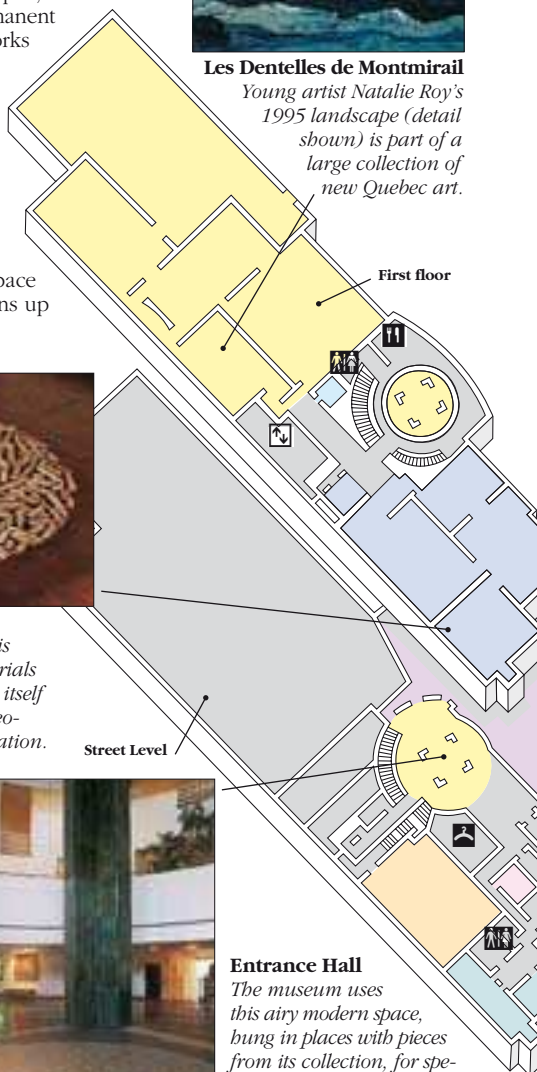 manent
works
Les Dentelles de Montmirail
Young artist Natalie Roy's
1995 landscape (detail
shown) is part of a
large collection of
new Quebec art.
First floor
pace
ns up
is
rials
itself
eo-
ation.
Street Level
Entrance Hall
The museum uses
this airy modern space,
hung in places with pieces
from its collection, for spe-